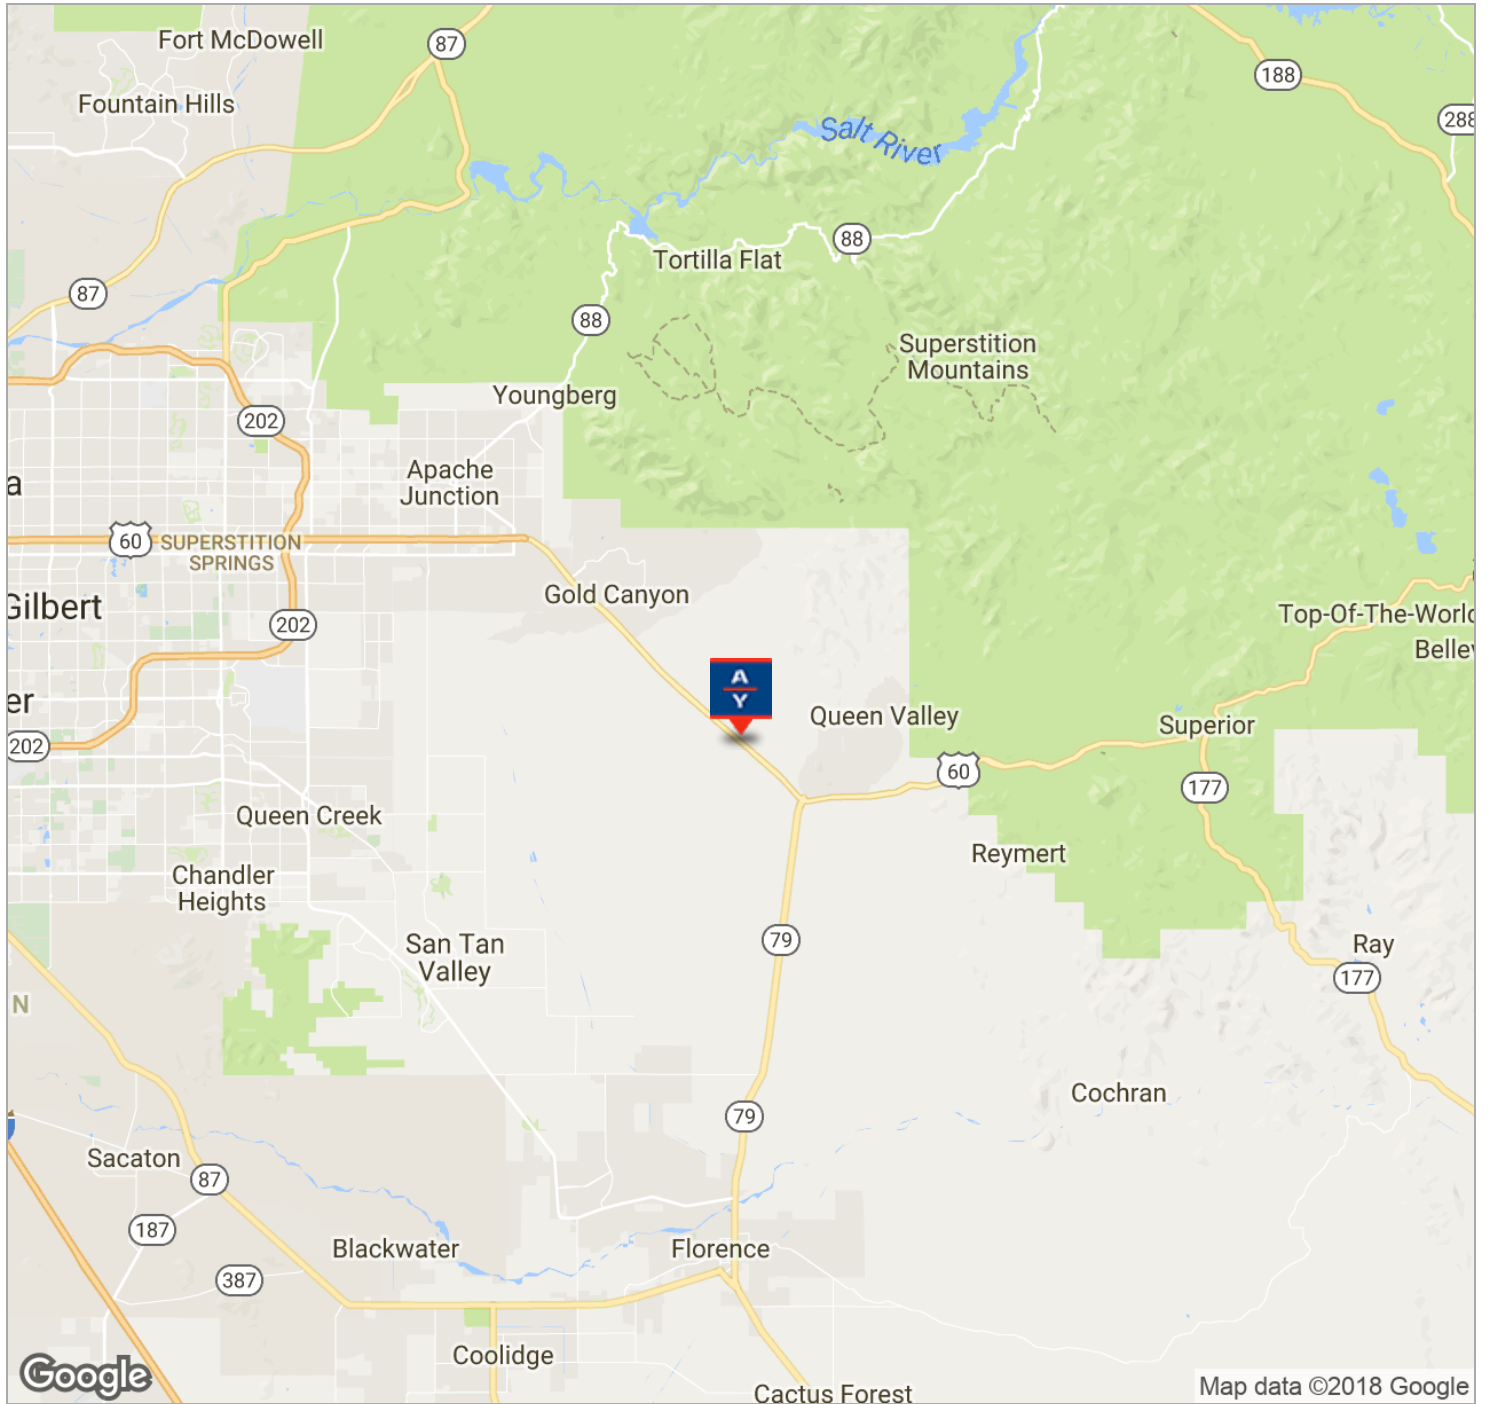 Fort McDowell
87
188
Fountain Hills
288
Salt River
88
Tortilla Flat
87
88
Superstition
Mountains
Youngberg
202
Apache
Junction
a
60
SUPERSTITION
SPRINGS
Gold Canyon
Gilbert
202
Top-Of-The-World
Bellev
A
Y
er
Queen Valley
Superior
202
60
177
Queen Creek
Reymert
Chandler
Heights
79
San Tan
Valley
Ray
177
N
Cochran
79
Sacaton
87
187
Blackwater
Florence
387
Coolidge
Google
Cactus Forest
Map data ©2018 Google